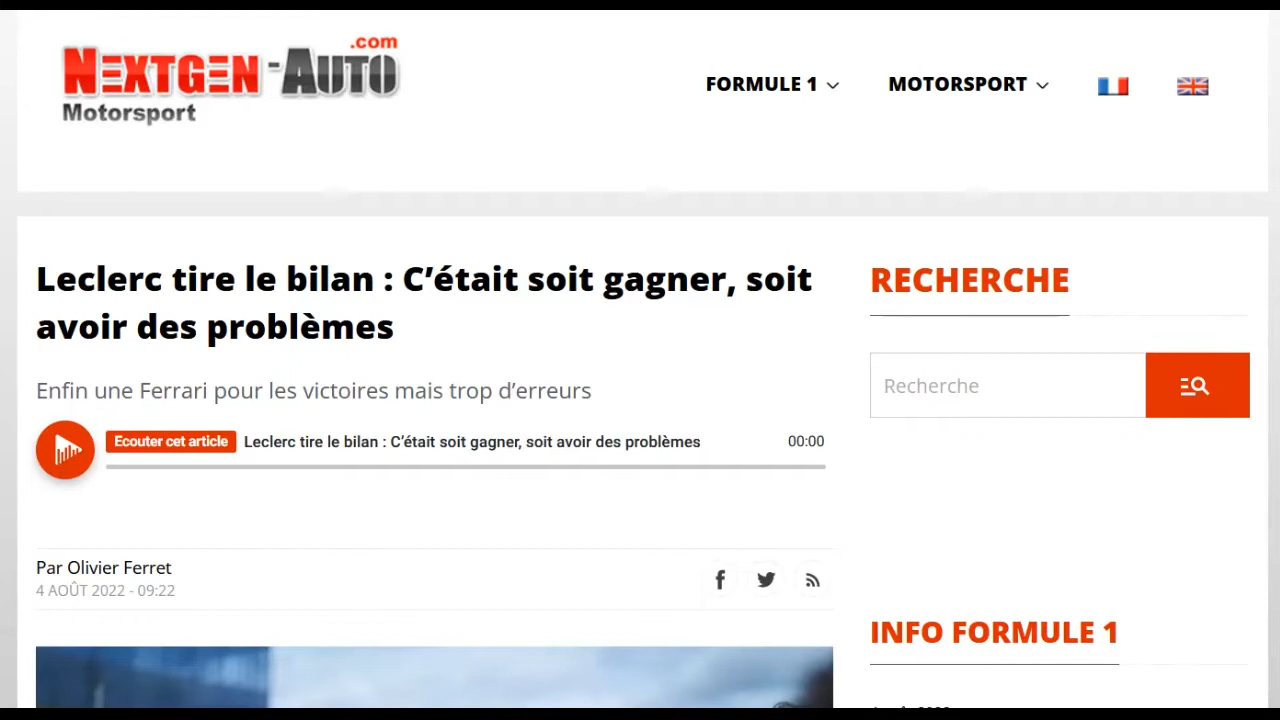 NEXTGEN-AUTO.com
Motorsport
FORMULE 1
MOTORSPORT
Leclerc tire le bilan : C’était soit gagner, soit
avoir des problèmes
Enfin une Ferrari pour les victoires mais trop d’erreurs
Ecouter cet article Leclerc tire le bilan : C’était soit gagner, soit avoir des problèmes 00:00
Par Olivier Ferret
4 AOÛT 2022 - 09:22
RECHERCHE
Recherche
INFO FORMULE 1